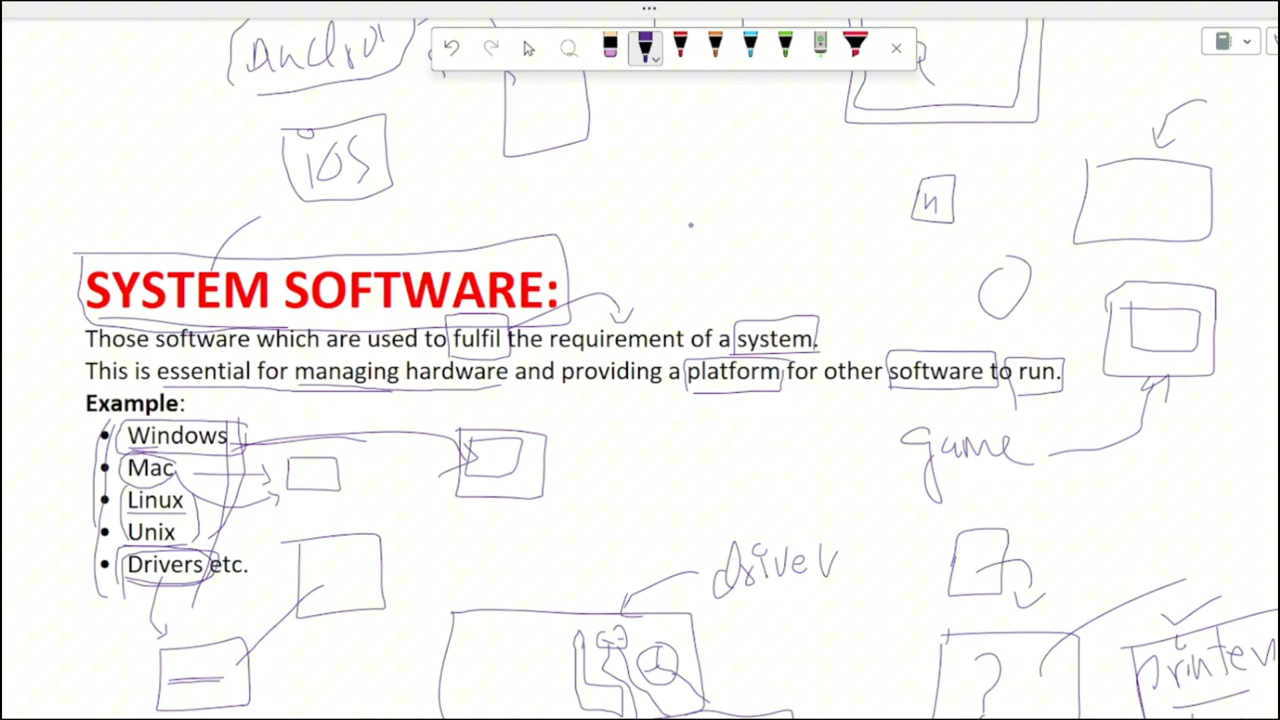 Androi
iOS
n
SYSTEM SOFTWARE:
Those software which are used to fulfil the requirement of a system.
This is essential for managing hardware and providing a platform for other software to run.
Example:
• Windows
• Mac
• Linux
• Unix
• Drivers etc.
game
driver
?
printer